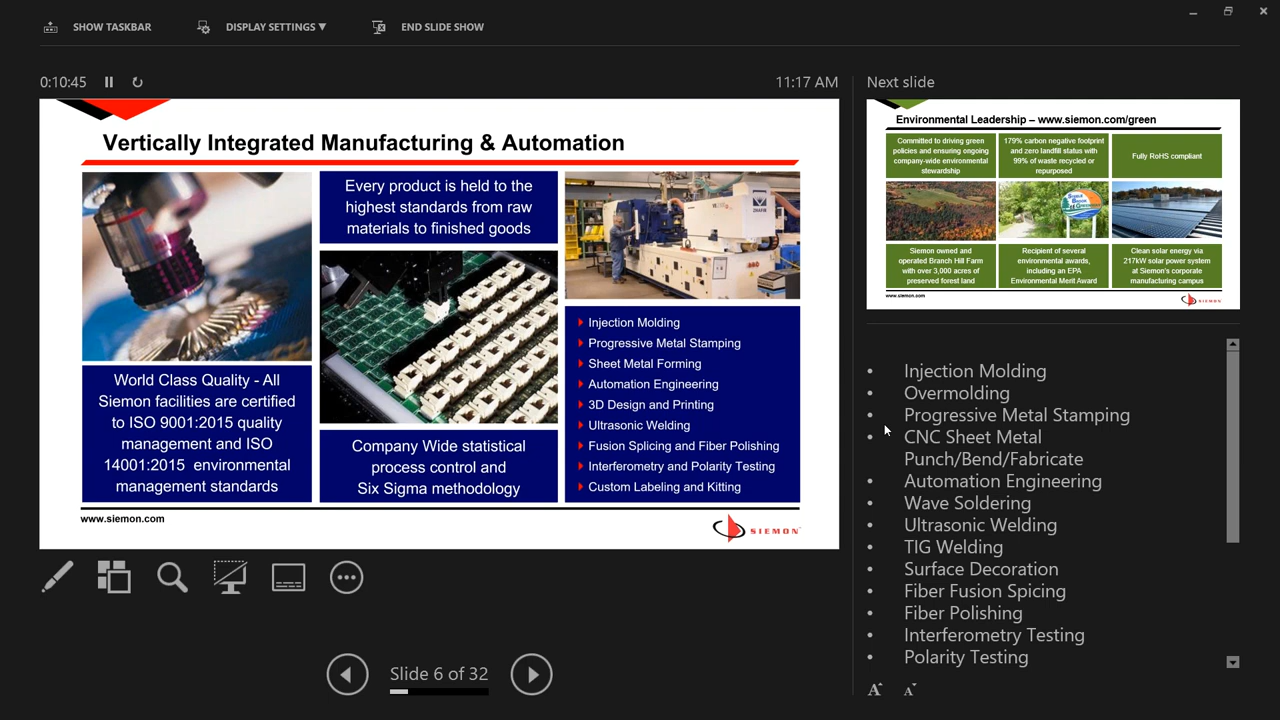 SHOW TASKBAR
DISPLAY SETTINGS ▼
END SLIDE SHOW
0:10:45
11:17 AM
Vertically Integrated Manufacturing & Automation
World Class Quality - All
Siemon facilities are certified
to ISO 9001:2015 quality
management and ISO
14001:2015 environmental
management standards
Every product is held to the
highest standards from raw
materials to finished goods
Company Wide statistical
process control and
Six Sigma methodology
Injection Molding
Progressive Metal Stamping
Sheet Metal Forming
Automation Engineering
3D Design and Printing
Ultrasonic Welding
Fusion Splicing and Fiber Polishing
Interferometry and Polarity Testing
Custom Labeling and Kitting
www.siemon.com
SIEMON
Slide 6 of 32
Next slide
Environmental Leadership – www.siemon.com/green
Committed to driving green
policies and ensuring ongoing
company-wide environmental
stewardship
179% carbon negative footprint
and zero landfill status with
99% of waste recycled or
repurposed
Fully RoHS compliant
Siemon owned and
operated Branch Hill Farm
with over 3,000 acres of
preserved forest land
Recipient of several
environmental awards,
including an EPA
Environmental Merit Award
Clean solar energy via
217kW solar power system
at Siemon's corporate
manufacturing campus
www.siemon.com
SIEMON
• Injection Molding
• Overmolding
• Progressive Metal Stamping
• CNC Sheet Metal
Punch/Bend/Fabricate
Automation Engineering
• Wave Soldering
• Ultrasonic Welding
• TIG Welding
• Surface Decoration
• Fiber Fusion Spicing
• Fiber Polishing
• Interferometry Testing
• Polarity Testing
A A